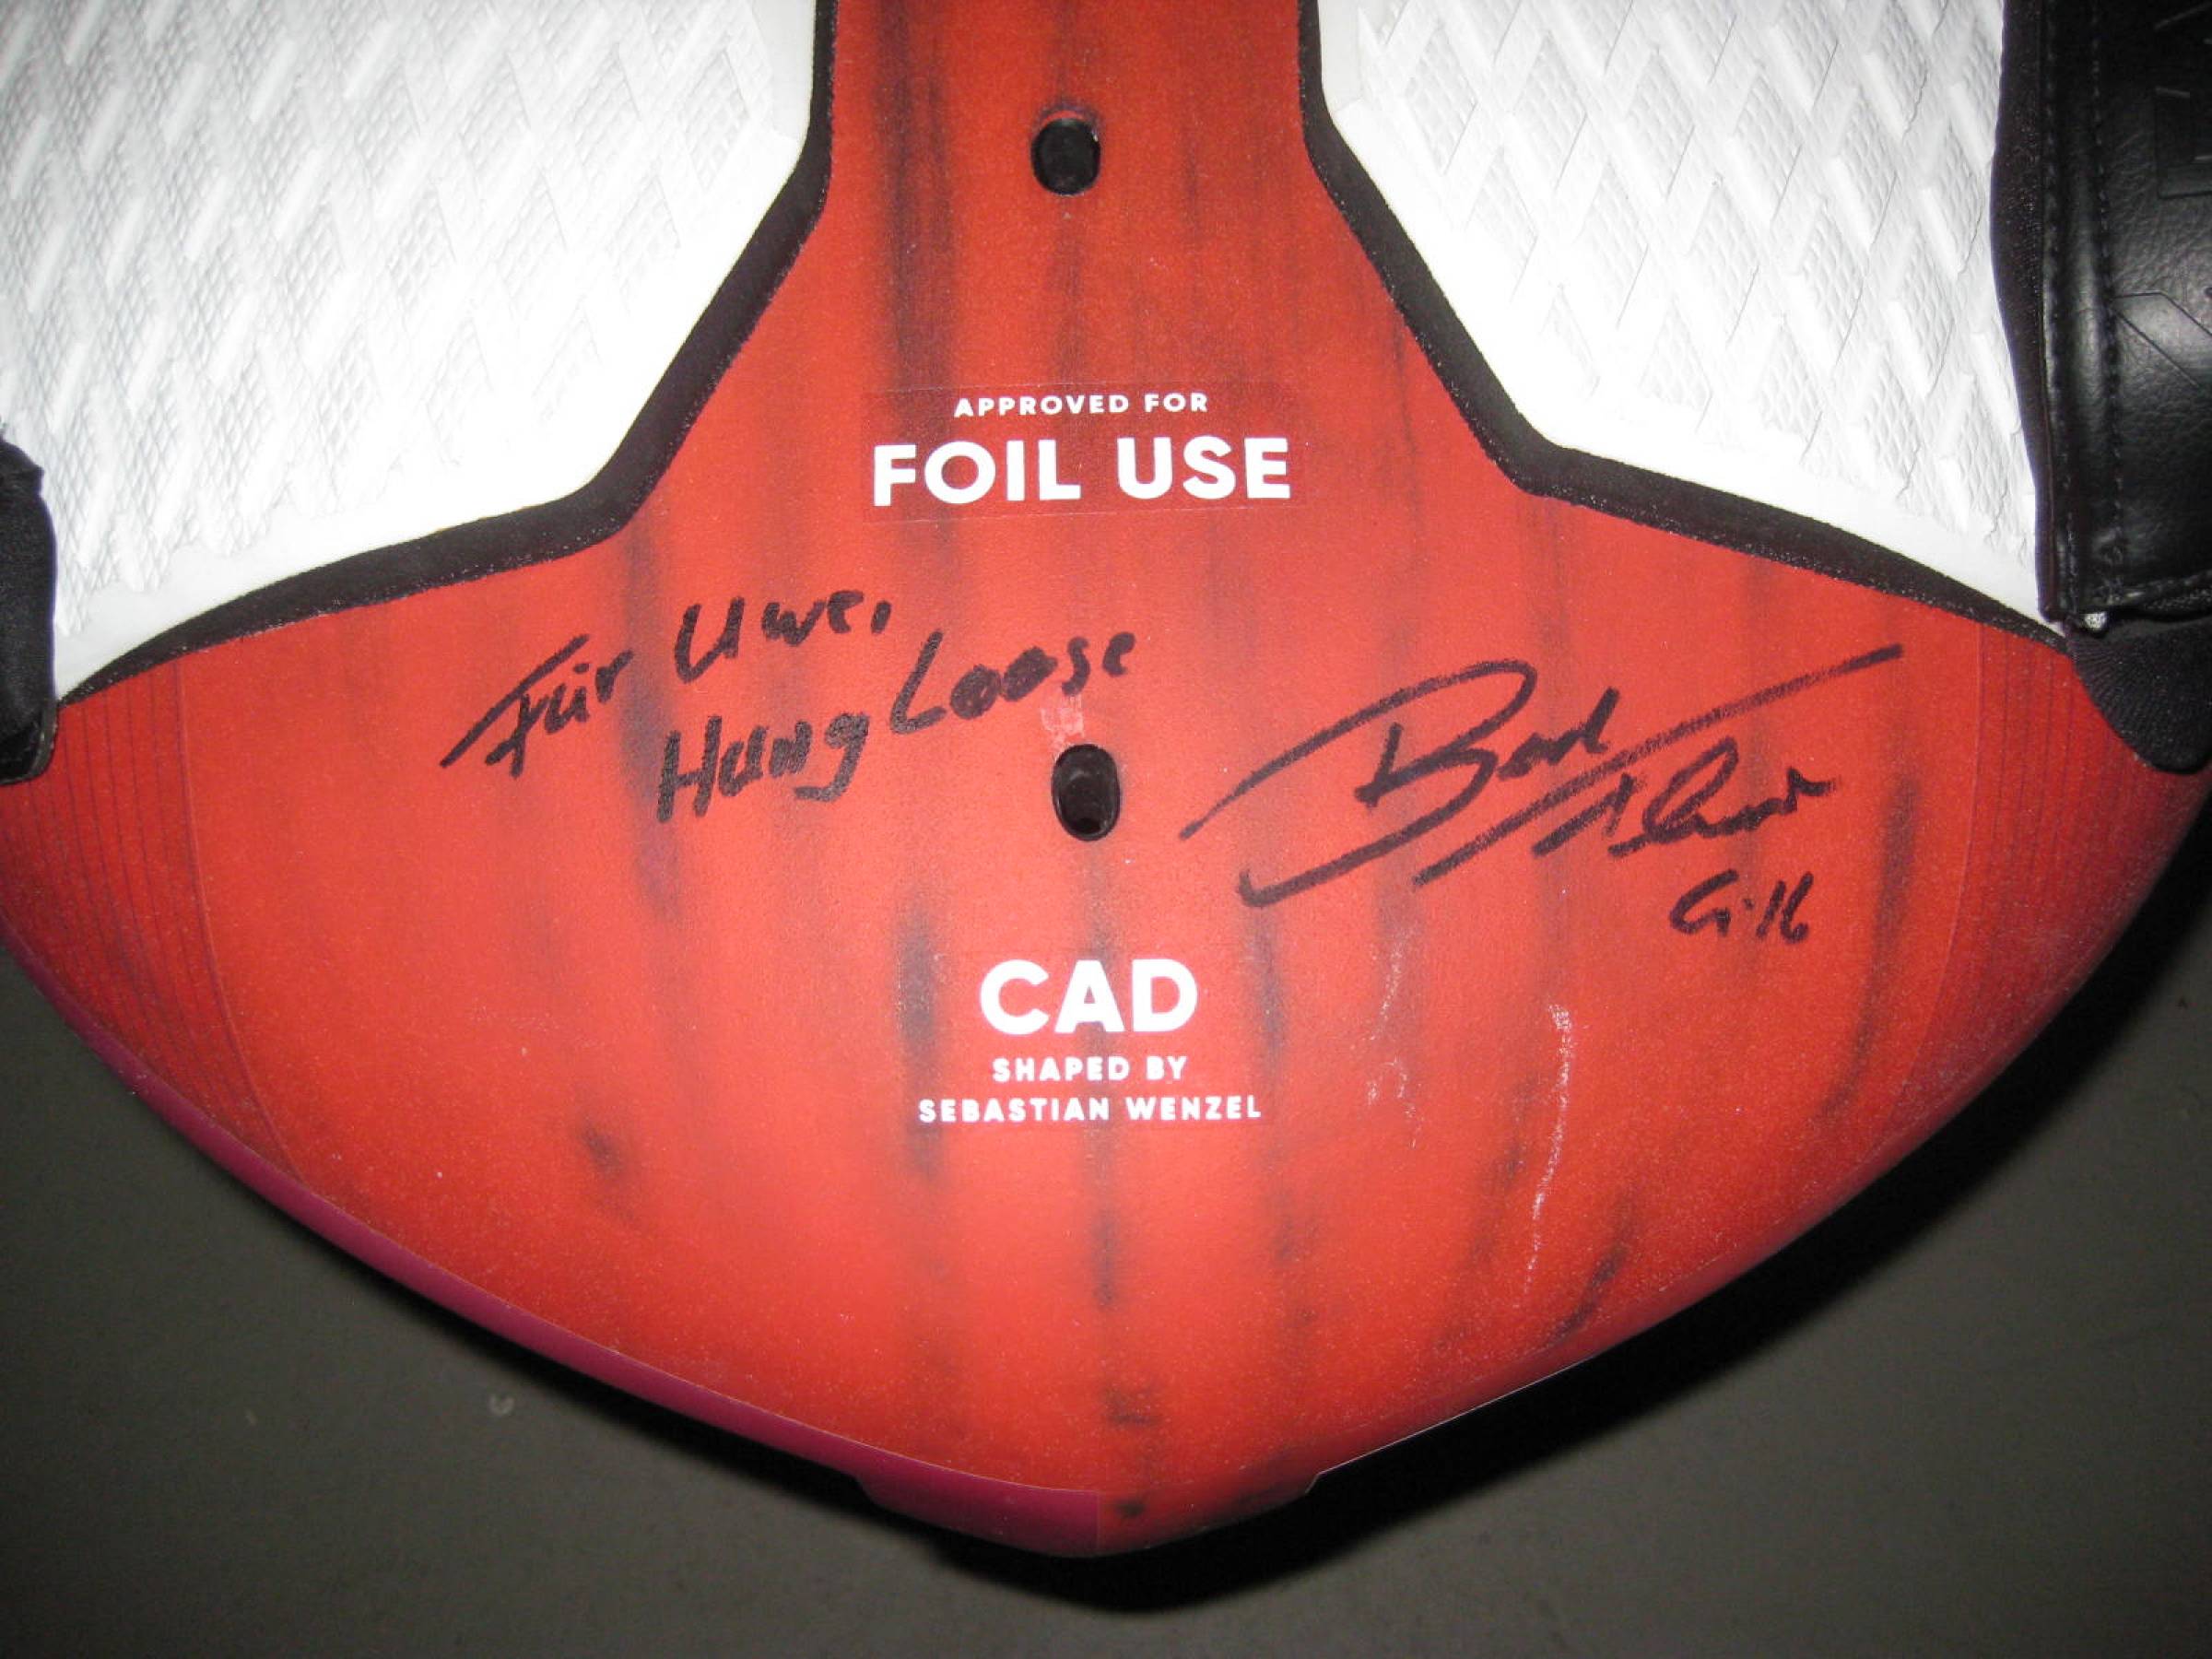 APPROVED FOR
FOIL USE
Für Uwe,
Hang Loose
G-16
CAD
SHAPED BY
SEBASTIAN WENZEL